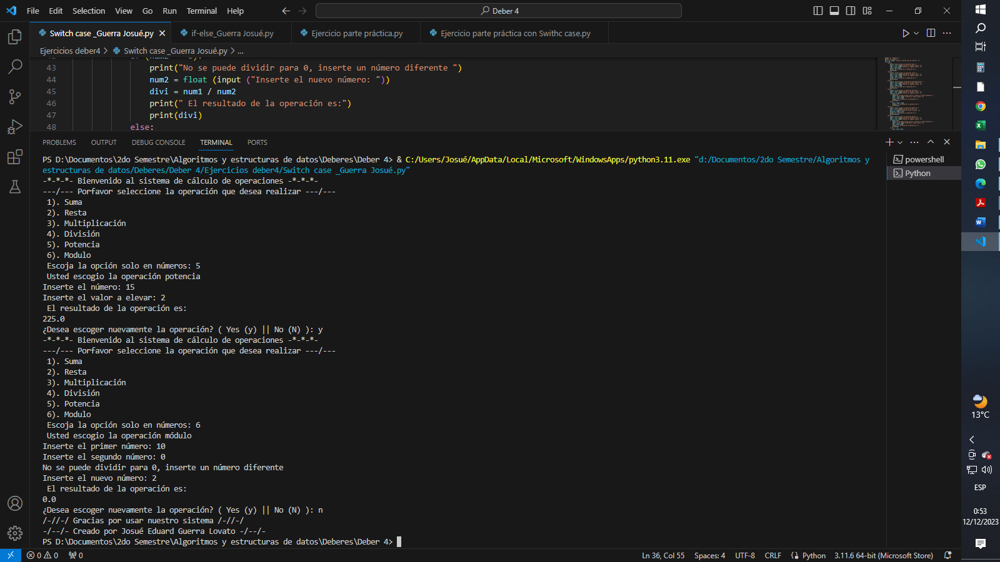 File Edit Selection View Go Run Terminal Help
Deber 4
Switch case _Guerra Josué.py
if-else_Guerra Josué.py
Ejercicio parte práctica.py
Ejercicio parte práctica con Swithc case.py
Ejercicios deber4 > Switch case _Guerra Josué.py > ...
43 print("No se puede dividir para 0, inserte un número diferente ")
44 num2 = float (input ("Inserte el nuevo número: "))
45 divi = num1 / num2
46 print(" El resultado de la operación es:")
47 print(divi)
48 else:
PROBLEMS OUTPUT DEBUG CONSOLE TERMINAL PORTS
powershell
Python
PS D:\Documentos\2do Semestre\Algoritmos y estructuras de datos\Deberes\Deber 4> & C:/Users/Josué/AppData/Local/Microsoft/WindowsApps/python3.11.exe "d:/Documentos/2do Semestre/Algoritmos y
estructuras de datos/Deberes/Deber 4/Ejercicios deber4/Switch case _Guerra Josué.py"
-*-*-*- Bienvenido al sistema de cálculo de operaciones -*-*-*-
---/--- Porfavor seleccione la operación que desea realizar ---/---
1). Suma
2). Resta
3). Multiplicación
4). División
5). Potencia
6). Modulo
Escoja la opción solo en números: 5
Usted escogio la operación potencia
Inserte el número: 15
Inserte el valor a elevar: 2
El resultado de la operación es:
225.0
¿Desea escoger nuevamente la operación? ( Yes (y) || No (N) ): y
-*-*-*- Bienvenido al sistema de cálculo de operaciones -*-*-*-
---/--- Porfavor seleccione la operación que desea realizar ---/---
1). Suma
2). Resta
3). Multiplicación
4). División
5). Potencia
6). Modulo
Escoja la opción solo en números: 6
Usted escogio la operación módulo
Inserte el primer número: 10
Inserte el segundo número: 0
No se puede dividir para 0, inserte un número diferente
Inserte el nuevo número: 2
El resultado de la operación es:
0.0
¿Desea escoger nuevamente la operación? ( Yes (y) || No (N) ): n
/-//-/ Gracias por usar nuestro sistema /-//-/
-/--/- Creado por Josué Eduard Guerra Lovato -/--/-
PS D:\Documentos\2do Semestre\Algoritmos y estructuras de datos\Deberes\Deber 4>
13°C
ESP
0:53
12/12/2023
0 0 0
Ln 36, Col 55 Spaces: 4 UTF-8 CRLF Python 3.11.6 64-bit (Microsoft Store)